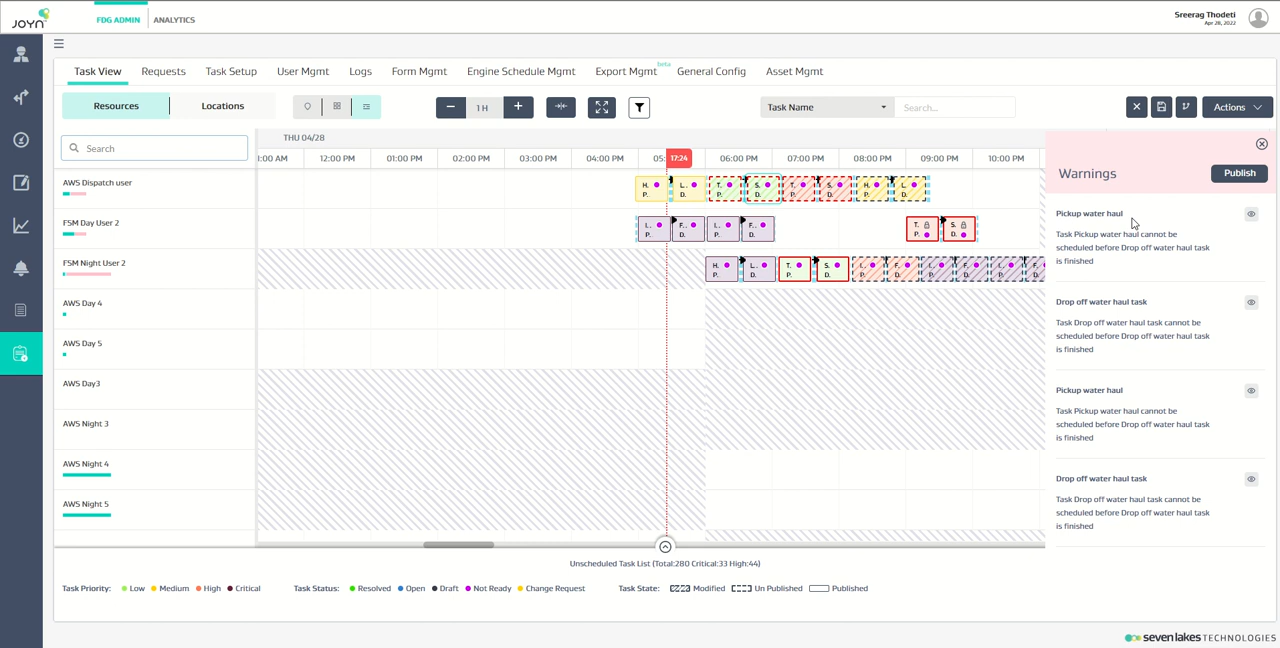 JOYN
FDG ADMIN
ANALYTICS
Sreerag Thodeti
Apr 28, 2022
Task View
Requests
Task Setup
User Mgmt
Logs
Form Mgmt
Engine Schedule Mgmt
Export Mgmt
beta
General Config
Asset Mgmt
Resources
Locations
1 H
Task Name
Search...
Actions
Search
THU 04/28
:00 AM
12:00 PM
01:00 PM
02:00 PM
03:00 PM
04:00 PM
05:
17:24
06:00 PM
07:00 PM
08:00 PM
09:00 PM
10:00 PM
Warnings
Publish
AWS Dispatch user
H. P.
L.. D.
T. P.
S. D.
T. P.
S. D.
H. P.
L. D.
FSM Day User 2
L. P.
F.. D.
L. P.
F.. D.
T. P.
S. D.
FSM Night User 2
H. P.
L. D.
T. P.
S. D.
L. P.
F. D.
L. P.
F. D.
L. P.
F. D.
AWS Day 4
AWS Day 5
AWS Day3
AWS Night 3
AWS Night 4
AWS Night 5
Pickup water haul
Task Pickup water haul cannot be
scheduled before Drop off water haul task
is finished
Drop off water haul task
Task Drop off water haul task cannot be
scheduled before Drop off water haul task
is finished
Pickup water haul
Task Pickup water haul cannot be
scheduled before Drop off water haul task
is finished
Drop off water haul task
Task Drop off water haul task cannot be
scheduled before Drop off water haul task
is finished
Unscheduled Task List (Total:280 Critical:33 High:44)
Task Priority: Low Medium High Critical
Task Status: Resolved Open Draft Not Ready Change Request
Task State: Modified Un Published Published
sevenlakes TECHNOLOGIES